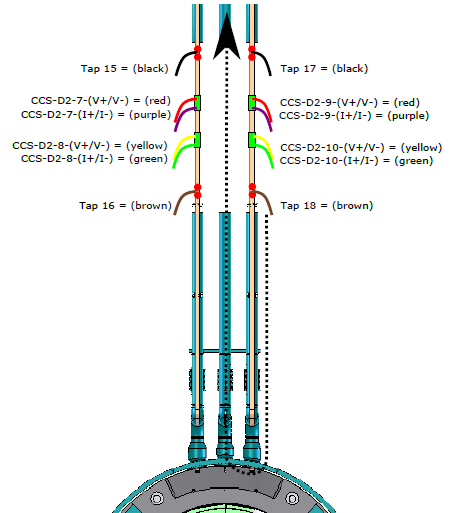 Tap 15 = (black)
Tap 17 = (black)
CCS-D2-7-(V+/V-) = (red)
CCS-D2-7-(I+/I-) = (purple)
CCS-D2-9-(V+/V-) = (red)
CCS-D2-9-(I+/I-) = (purple)
CCS-D2-8-(V+/V-) = (yellow)
CCS-D2-8-(I+/I-) = (green)
CCS-D2-10-(V+/V-) = (yellow)
CCS-D2-10-(I+/I-) = (green)
Tap 16 = (brown)
Tap 18 = (brown)